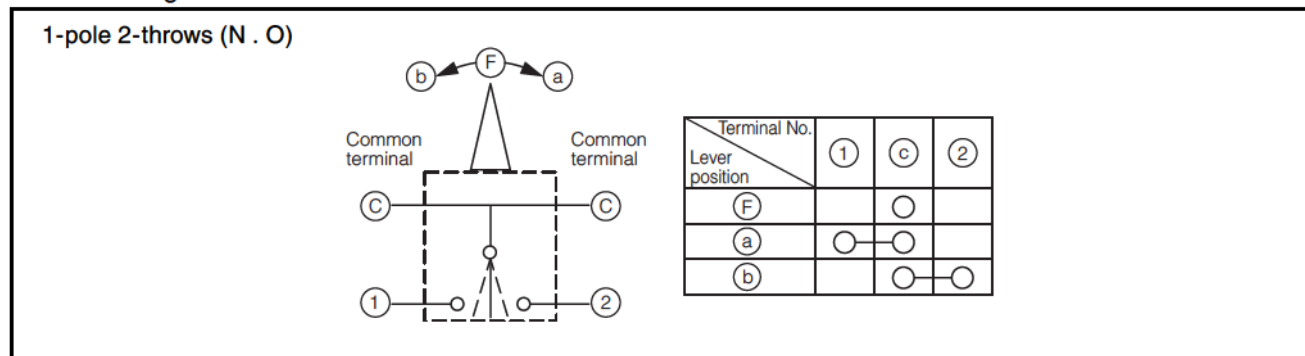 1-pole 2-throws (N . O)
b F a
Common terminal
Common terminal
C C
1 2
Terminal No.
Lever position
1 c 2
F
a
b